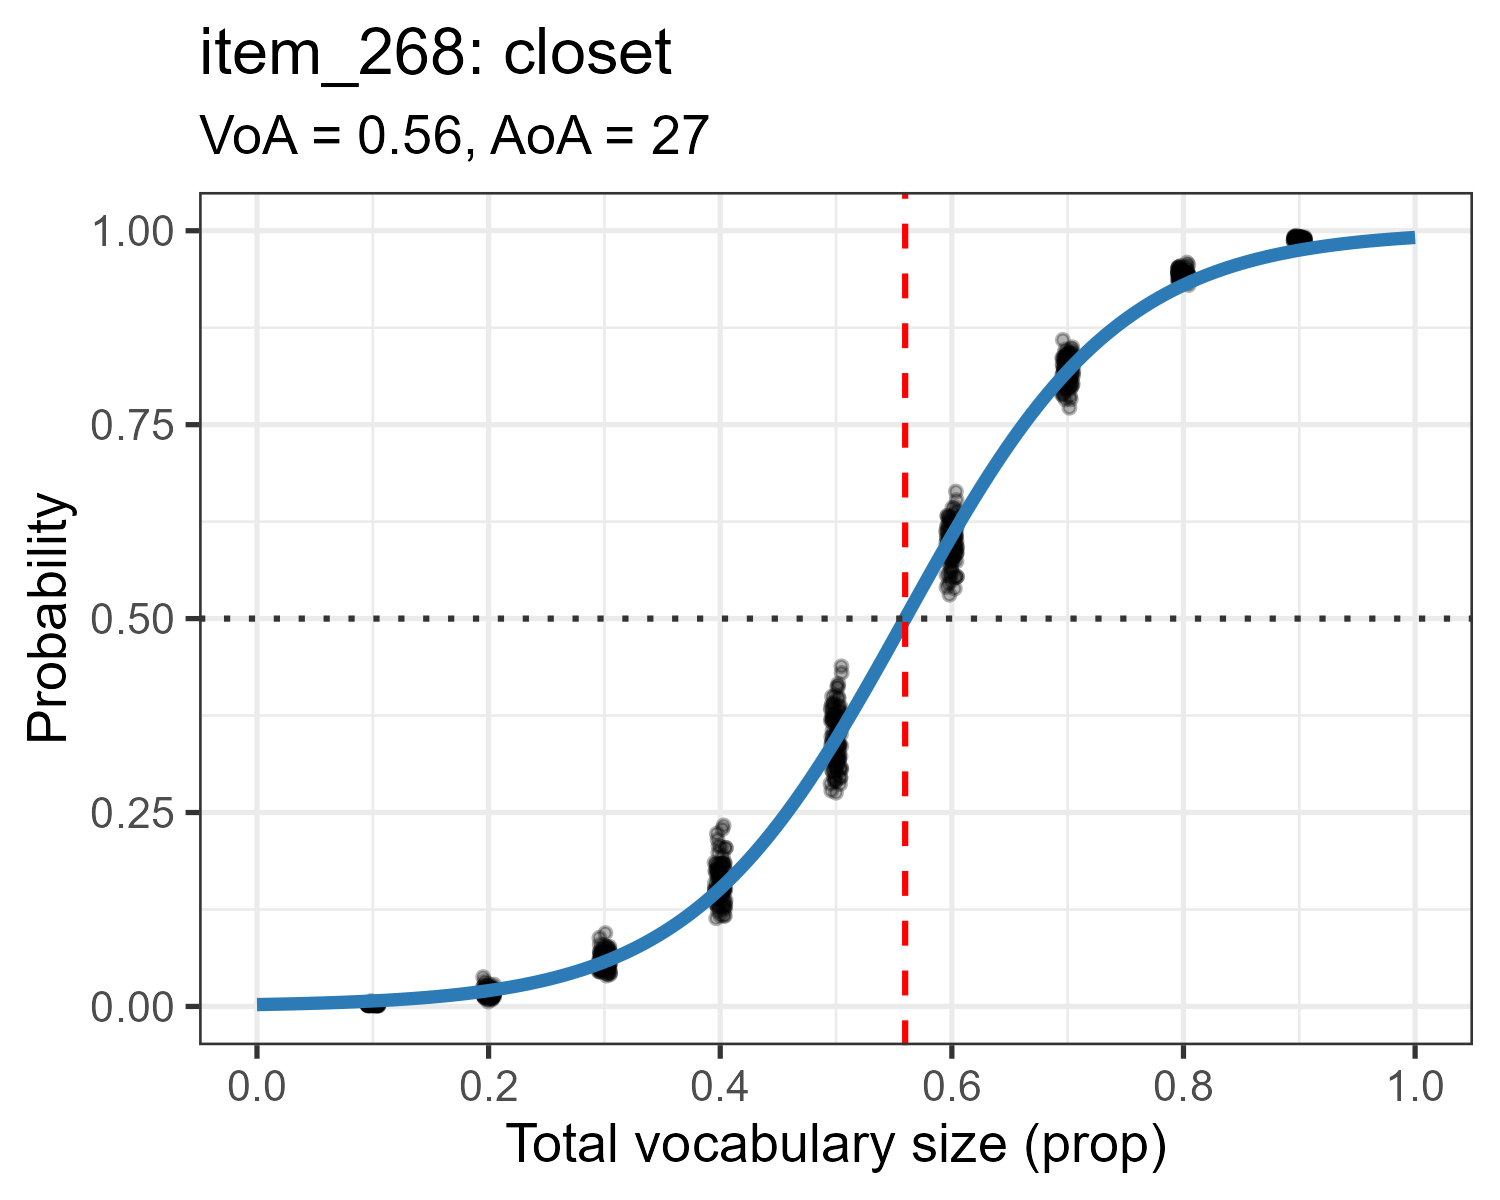 item_268: closet
VoA = 0.56, AoA = 27
1.00
0.75
0.50
0.25
0.00
Probability
0.0 0.2 0.4 0.6 0.8 1.0
Total vocabulary size (prop)